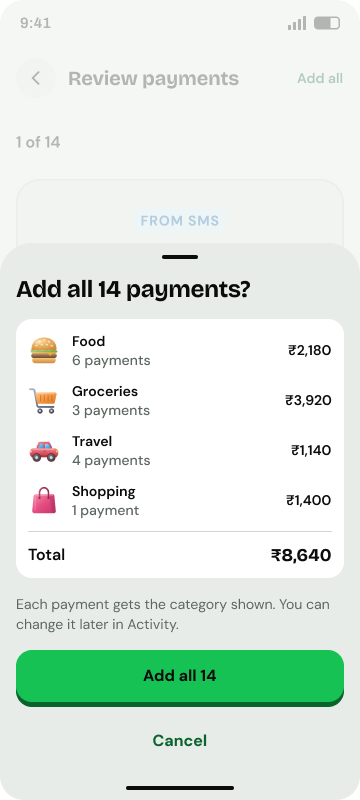 9:41
Review payments
Add all
1 of 14
FROM SMS
Add all 14 payments?
Food
6 payments
₹2,180
Groceries
3 payments
₹3,920
Travel
4 payments
₹1,140
Shopping
1 payment
₹1,400
Total
₹8,640
Each payment gets the category shown. You can
change it later in Activity.
Add all 14
Cancel